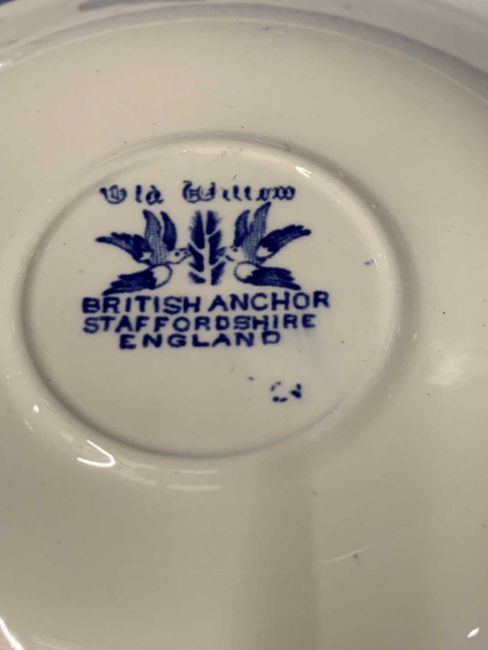 Old Willow
BRITISH ANCHOR
STAFFORDSHIRE
ENGLAND